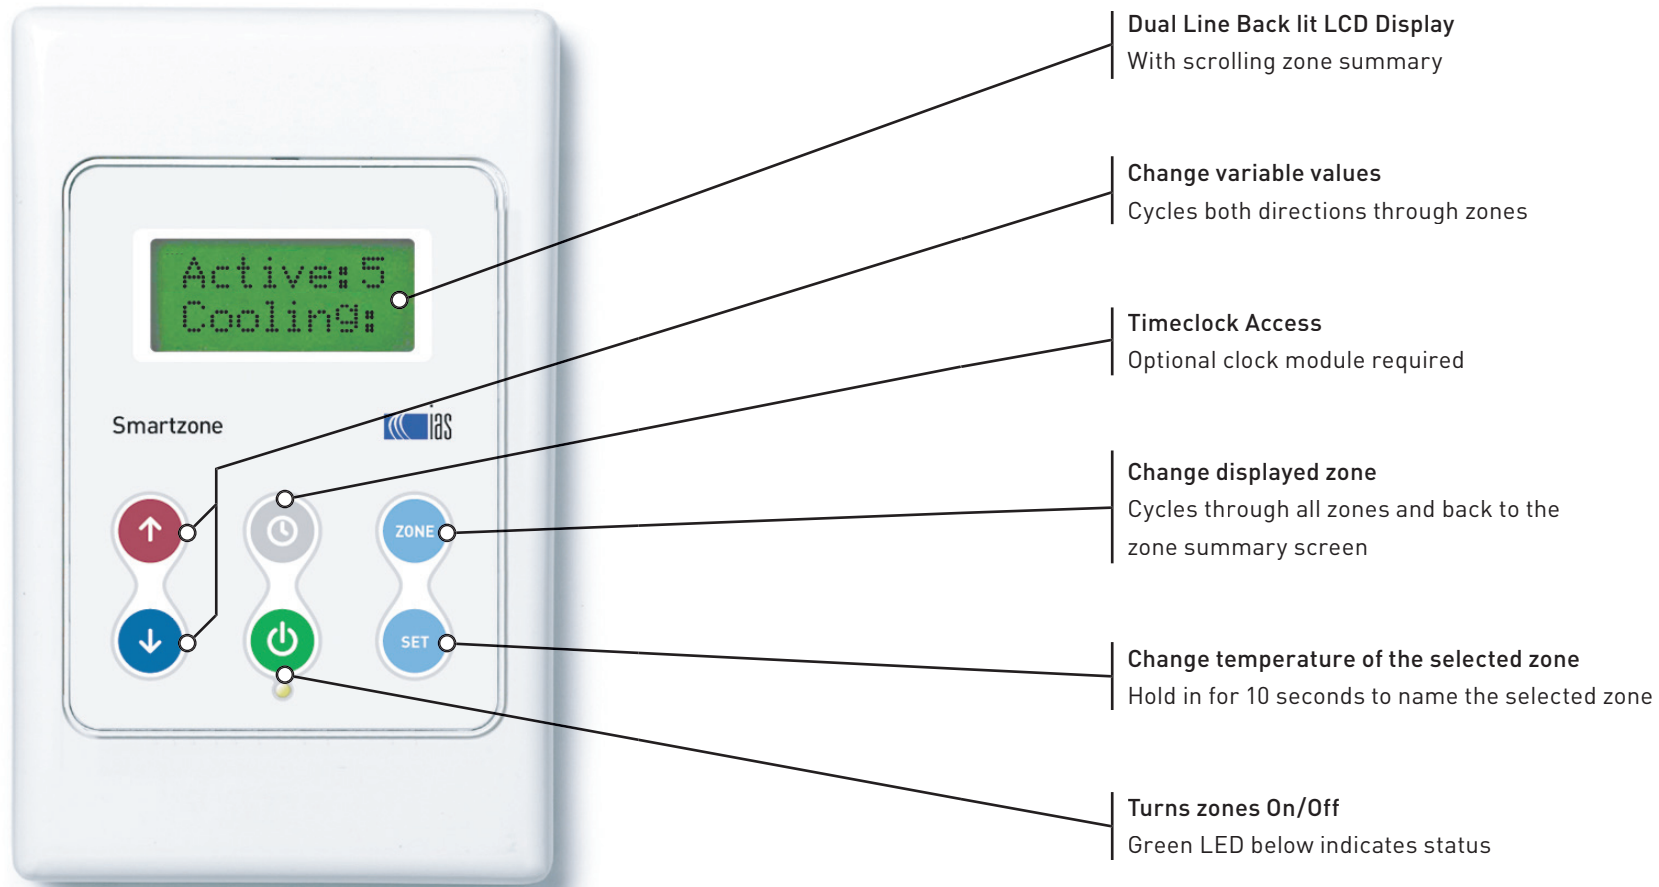 Dual Line Back lit LCD Display
With scrolling zone summary
Change variable values
Cycles both directions through zones
Active:5
Cooling:
Timeclock Access
Optional clock module required
Smartzone
ias
Change displayed zone
Cycles through all zones and back to the
zone summary screen
ZONE
SET
Change temperature of the selected zone
Hold in for 10 seconds to name the selected zone
Turns zones On/Off
Green LED below indicates status